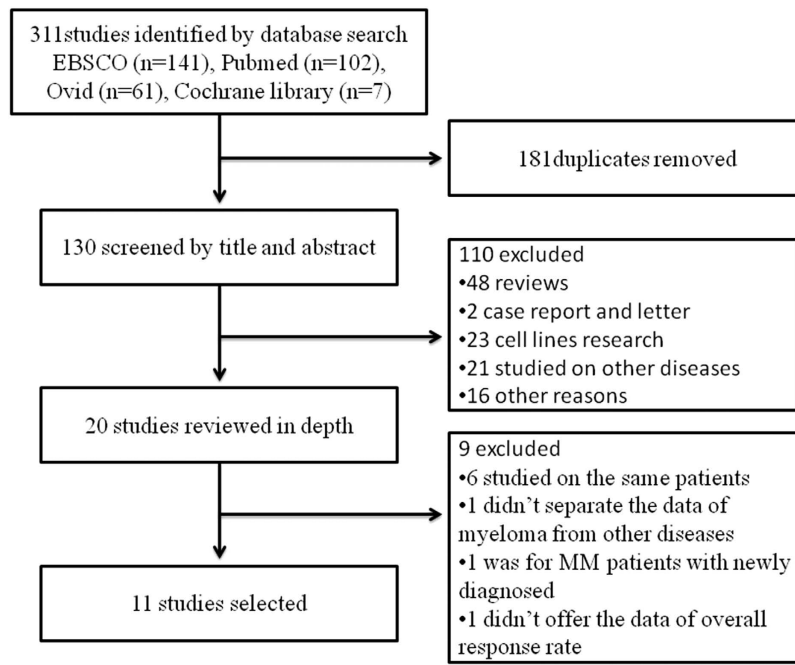 311studies identified by database search
EBSCO (n=141), Pubmed (n=102),
Ovid (n=61), Cochrane library (n=7)
181duplicates removed
130 screened by title and abstract
110 excluded
•48 reviews
•2 case report and letter
•23 cell lines research
•21 studied on other diseases
•16 other reasons
20 studies reviewed in depth
9 excluded
•6 studied on the same patients
•1 didn’t separate the data of
myeloma from other diseases
•1 was for MM patients with newly
diagnosed
•1 didn’t offer the data of overall
response rate
11 studies selected